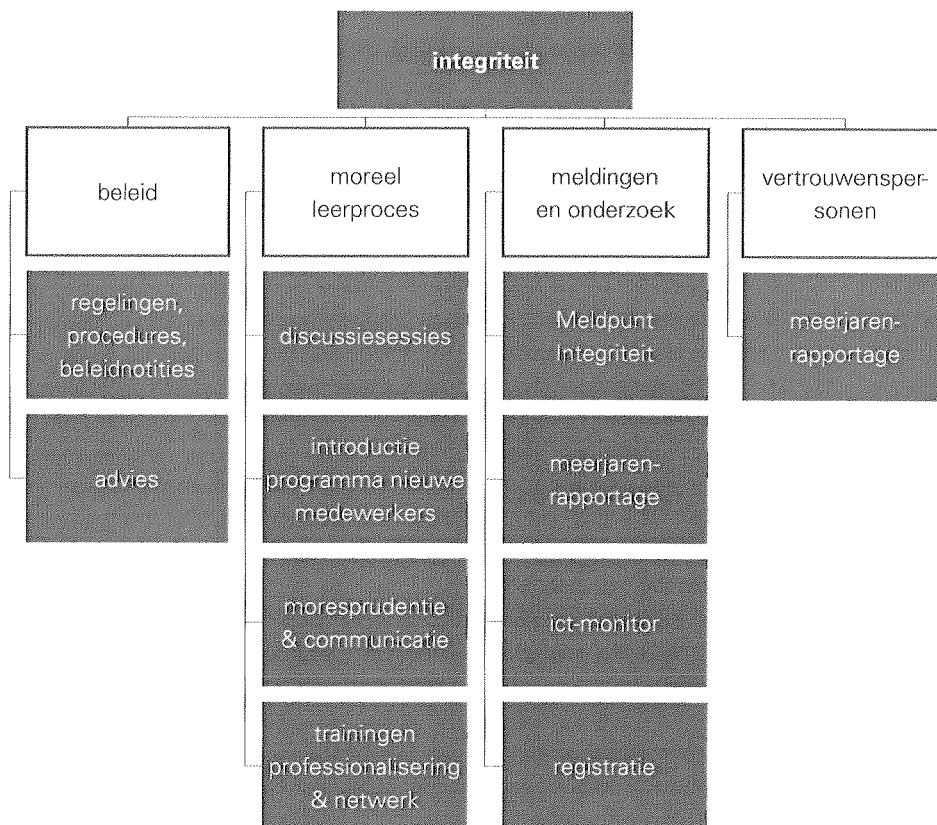 integriteit
beleid
regelingen,
procedures,
beleidnotities
advies
moreel
leerproces
discussiesessies
introductie
programma nieuwe
medewerkers
moresprudentie
& communicatie
trainingen
professionalisering
& netwerk
meldingen
en onderzoek
Meldpunt
Integriteit
meerjaren-
rapportage
ict-monitor
registratie
vertrouwensper-
sonen
meerjaren-
rapportage